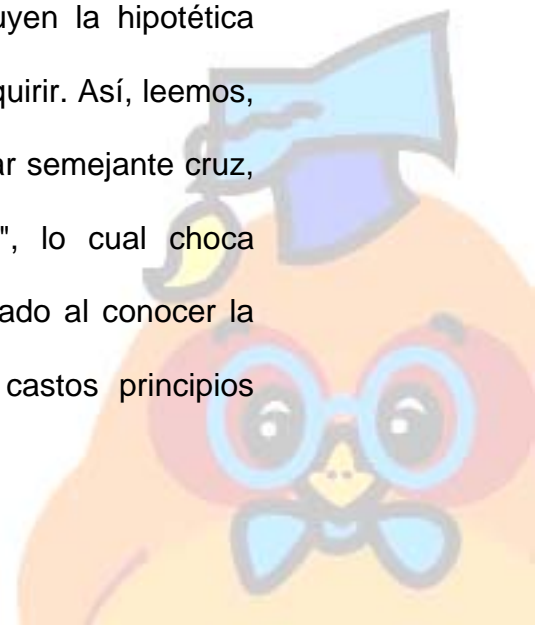 uyen la hipotética
quirir. Así, leemos,
ar semejante cruz,
", lo cual choca
ado al conocer la
castos principios